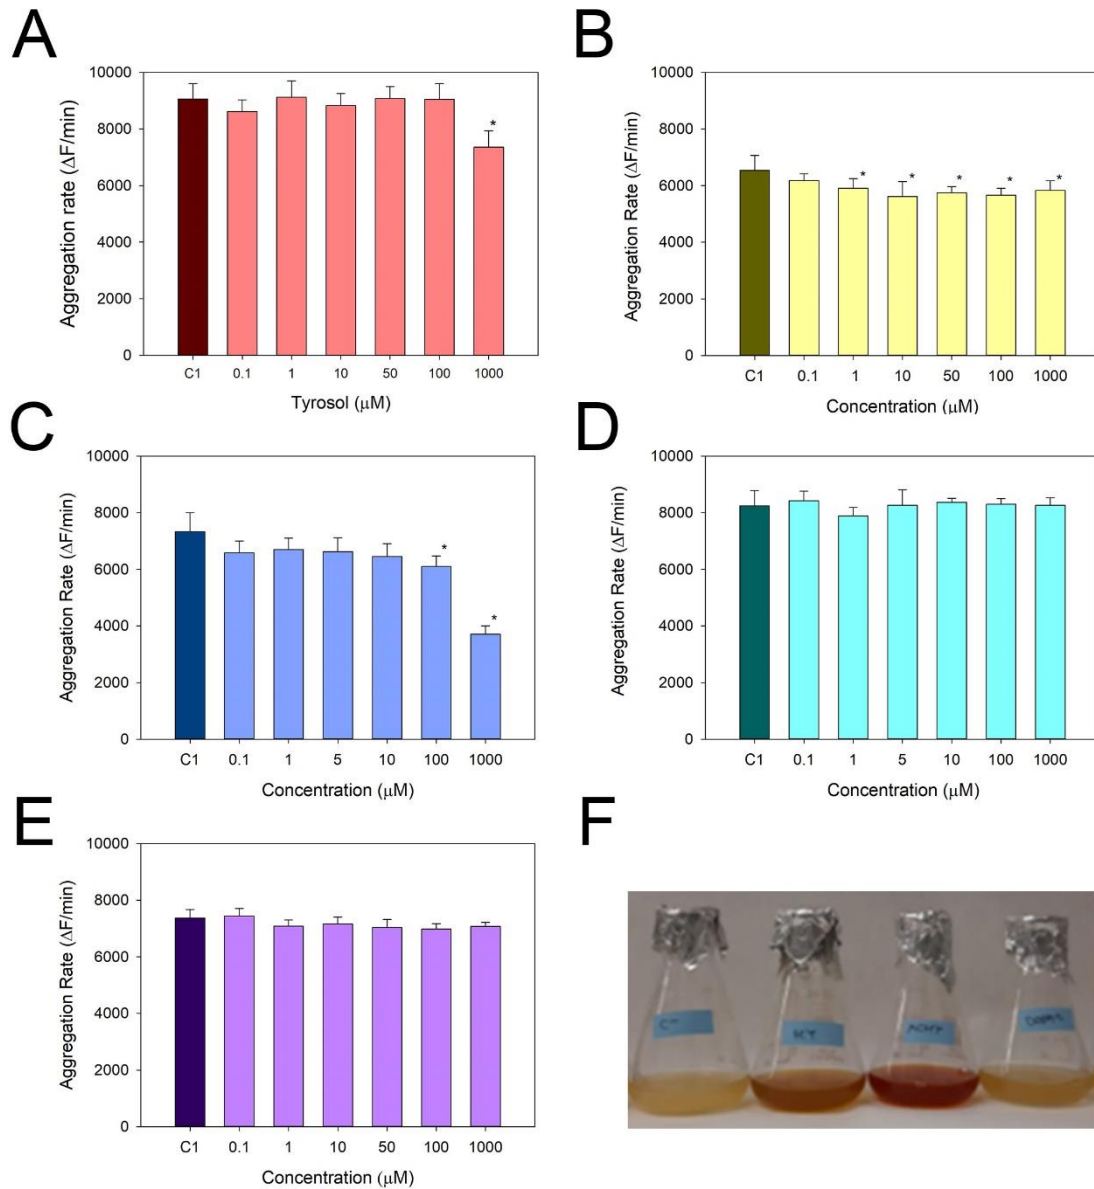 A
Aggregation rate (ΔF/min)
10000
8000
6000
4000
2000
0
*
C1 0.1 1 10 50 100 1000
Tyrosol (μM)
B
Aggregation Rate (ΔF/min)
10000
8000
6000
4000
2000
0
* * * * *
C1 0.1 1 10 50 100 1000
Concentration (μM)
C
Aggregation Rate (ΔF/min)
10000
8000
6000
4000
2000
0
* *
C1 0.1 1 5 10 100 1000
Concentration (μM)
D
Aggregation Rate (ΔF/min)
10000
8000
6000
4000
2000
0
C1 0.1 1 5 10 100 1000
Concentration (μM)
E
Aggregation Rate (ΔF/min)
10000
8000
6000
4000
2000
0
C1 0.1 1 10 50 100 1000
Concentration (μM)
F